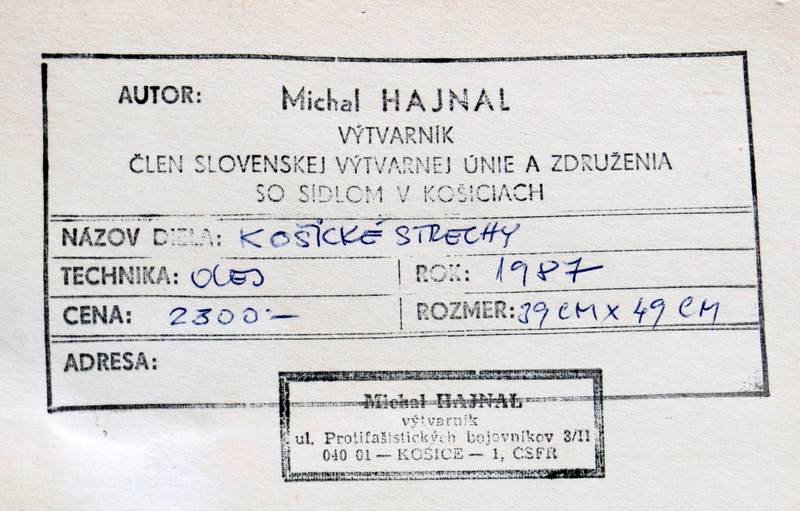 AUTOR: Michal HAJNAL
VÝTVARNÍK
ČLEN SLOVENSKEJ VÝTVARNEJ ÚNIE A ZDRUŽENIA
SO SÍDLOM V KOŠICIACH
NÁZOV DIELA: KOŠICKÉ STRECHY
TECHNIKA: OLEJ ROK: 1987
CENA: 2300.— ROZMER: 39 CM X 49 CM
ADRESA:
Michal HAJNAL
výtvarník
ul. Protifašistických bojovníkov 3/II
040 01 — KOŠICE — 1, ČSFR